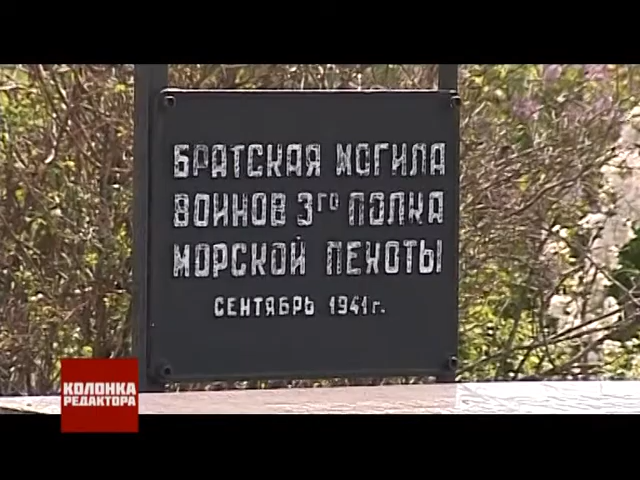 БРАТСКАЯ МОГИЛА
ВОИНОВ 3ГО ПОЛКА
МОРСКОЙ ПЕХОТЫ
СЕНТЯБРЬ 1941 г.
КОЛОНКА
РЕДАКТОРА